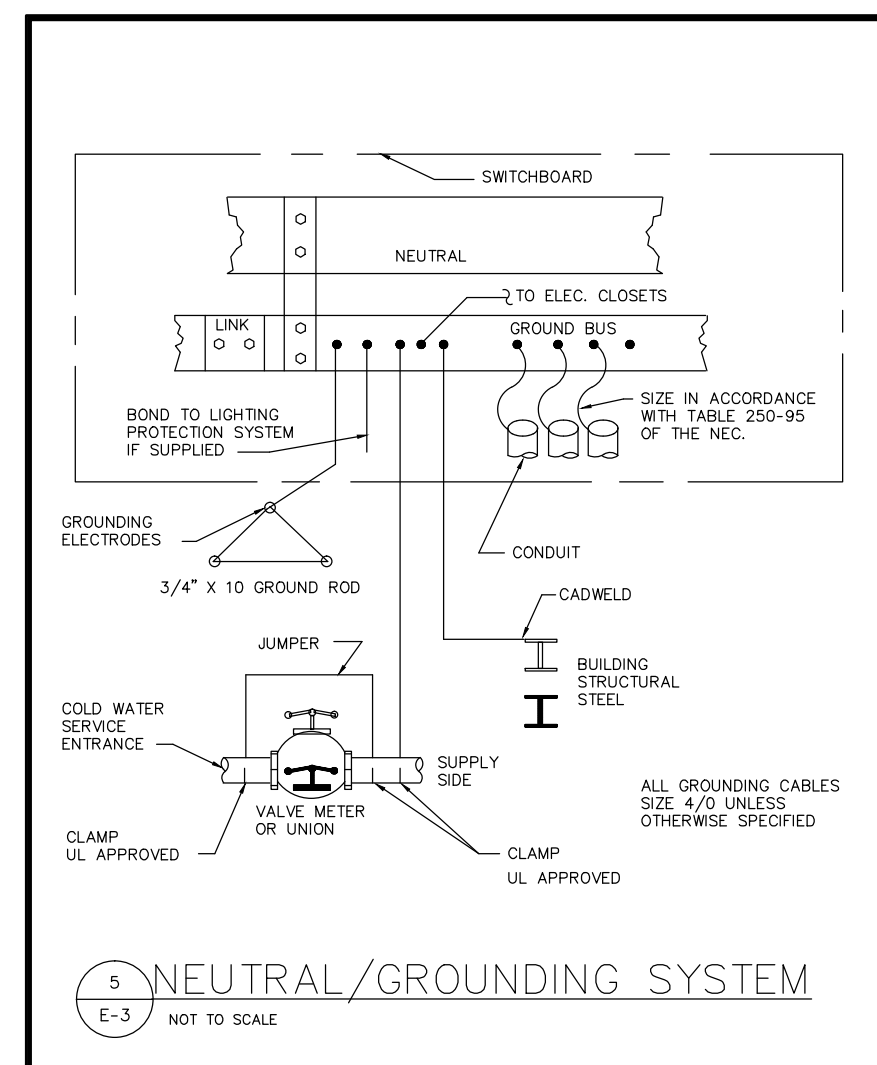 SWITCHBOARD
NEUTRAL
TO ELEC. CLOSETS
LINK
GROUND BUS
BOND TO LIGHTING
PROTECTION SYSTEM
IF SUPPLIED
SIZE IN ACCORDANCE
WITH TABLE 250-95
OF THE NEC.
GROUNDING
ELECTRODES
CONDUIT
3/4" X 10 GROUND ROD
CADWELD
JUMPER
BUILDING
STRUCTURAL
STEEL
COLD WATER
SERVICE
ENTRANCE
SUPPLY
SIDE
ALL GROUNDING CABLES
SIZE 4/0 UNLESS
OTHERWISE SPECIFIED
VALVE METER
OR UNION
CLAMP
UL APPROVED
CLAMP
UL APPROVED
5
E-3
NEUTRAL/GROUNDING SYSTEM
NOT TO SCALE